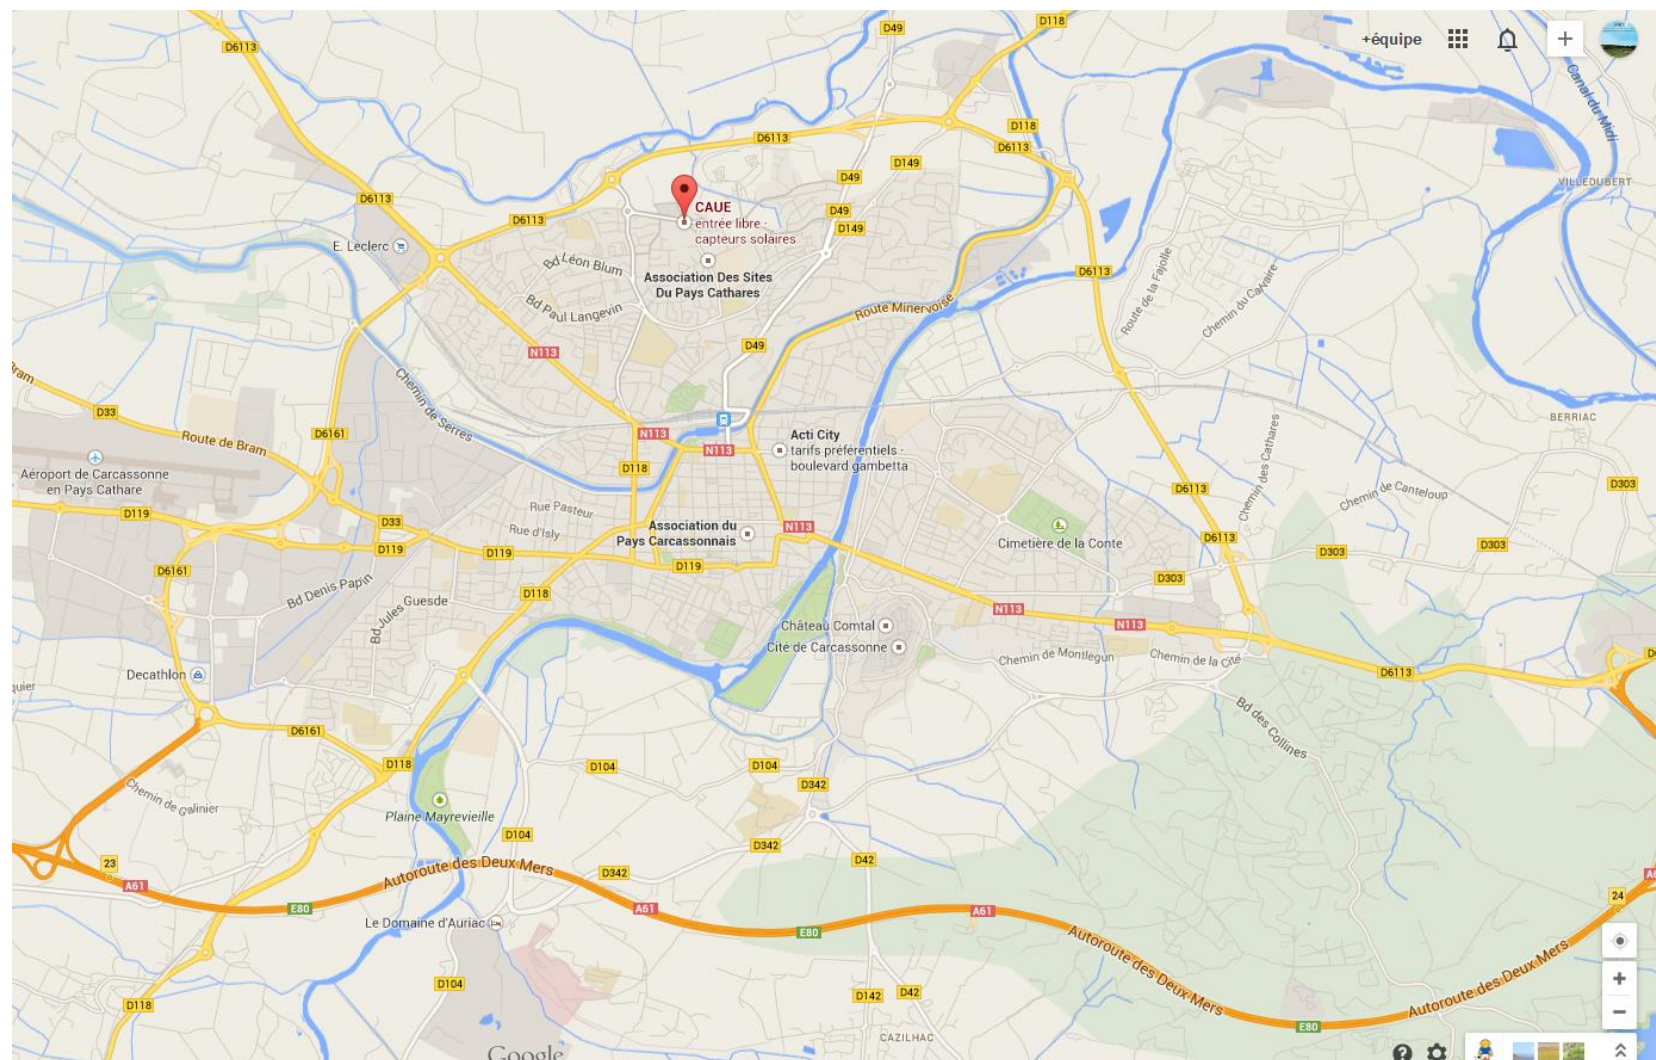 D49
D118
+équipe
D6113
Canal du Midi
D6113
D118
D6113
D149
D49
VILLEDUBERT
D6113
CAUE
entrée libre ·
capteurs solaires
D49
D149
D6113
E. Leclerc
Bd Léon Blum
Association Des Sites
Du Pays Cathares
D6113
Route de la Fajolle
Chemin du Calvaire
Bd Paul Langevin
Route Minervoise
N113
D49
Chemin de Serres
D33
Route de Bram
D6161
N113
N113
Acti City
tarifs préférentiels ·
boulevard gambetta
BERRIAC
Chemin des Cathares
Aéroport de Carcassonne
en Pays Cathare
D118
D6113
Chemin de Canteloup
D303
D119
D33
Rue Pasteur
Rue d'Isly
Association du
Pays Carcassonnais
N113
Cimetière de la Conte
D6113
D303
D303
D119
D119
D119
D6161
D303
Bd Denis Papin
Bd Jules Guesde
D118
N113
N113
Château Comtal
Cité de Carcassonne
Chemin de Montlegun
Chemin de la Cité
D6113
Decathlon
Bd des Collines
D6161
D118
D104
D104
D342
Chemin de Galinier
Plaine Mayrevieille
D104
D342
23
Autoroute des Deux Mers
D342
D42
A61
A61
E80
A61
24
Le Domaine d'Auriac
E80
Autoroute des Deux Mers
Autoroute des Deux Mers
D104
D142
D42
D118
E80
CAZILHAC
Google